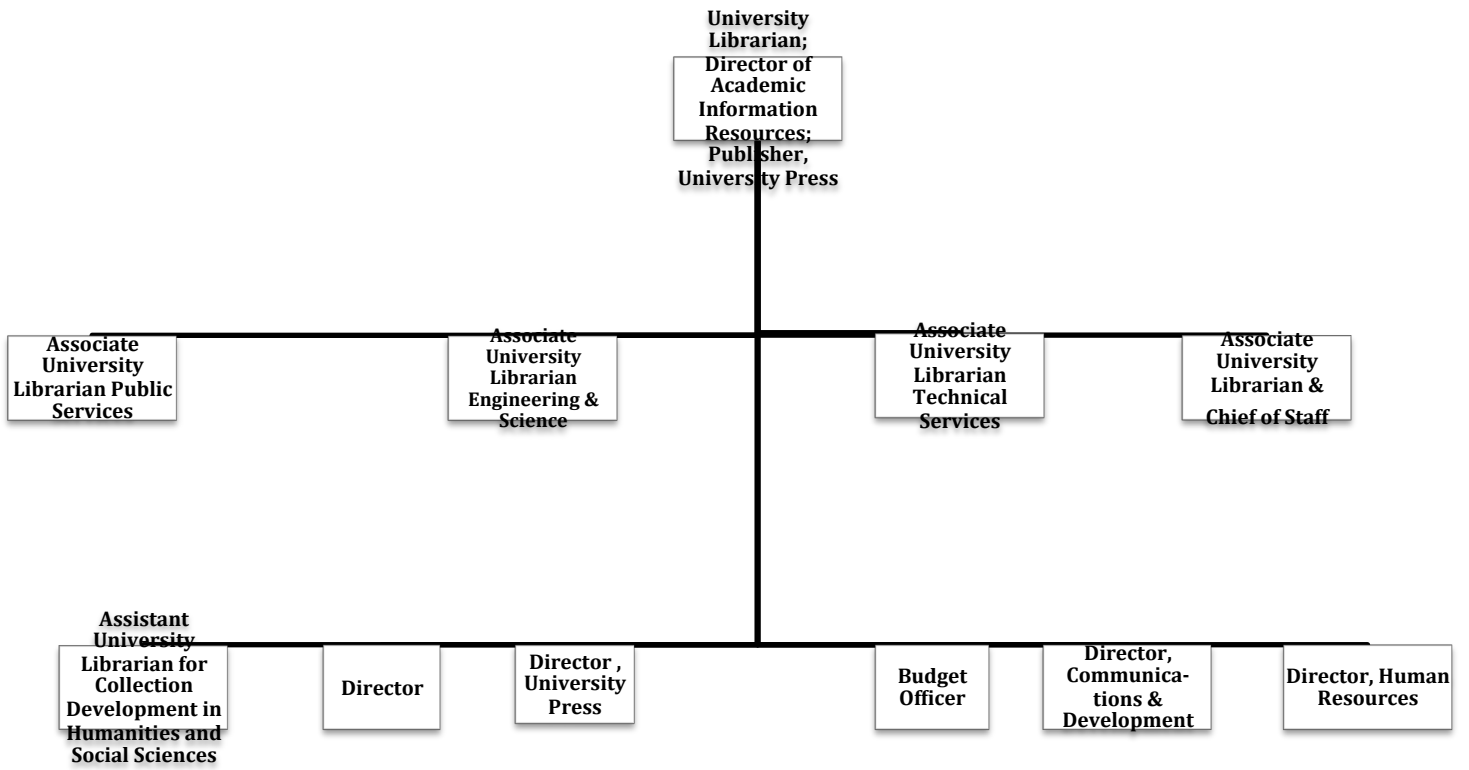 University
Librarian;
Director of
Academic
Information
Resources;
Publisher,
University Press
Associate
University
Librarian Public
Services
Associate
University
Librarian
Engineering &
Science
Associate
University
Librarian
Technical
Services
Associate
University
Librarian &
Chief of Staff
Assistant
University
Librarian for
Collection
Development in
Humanities and
Social Sciences
Director
Director ,
University
Press
Budget
Officer
Director,
Communica-
tions &
Development
Director, Human
Resources